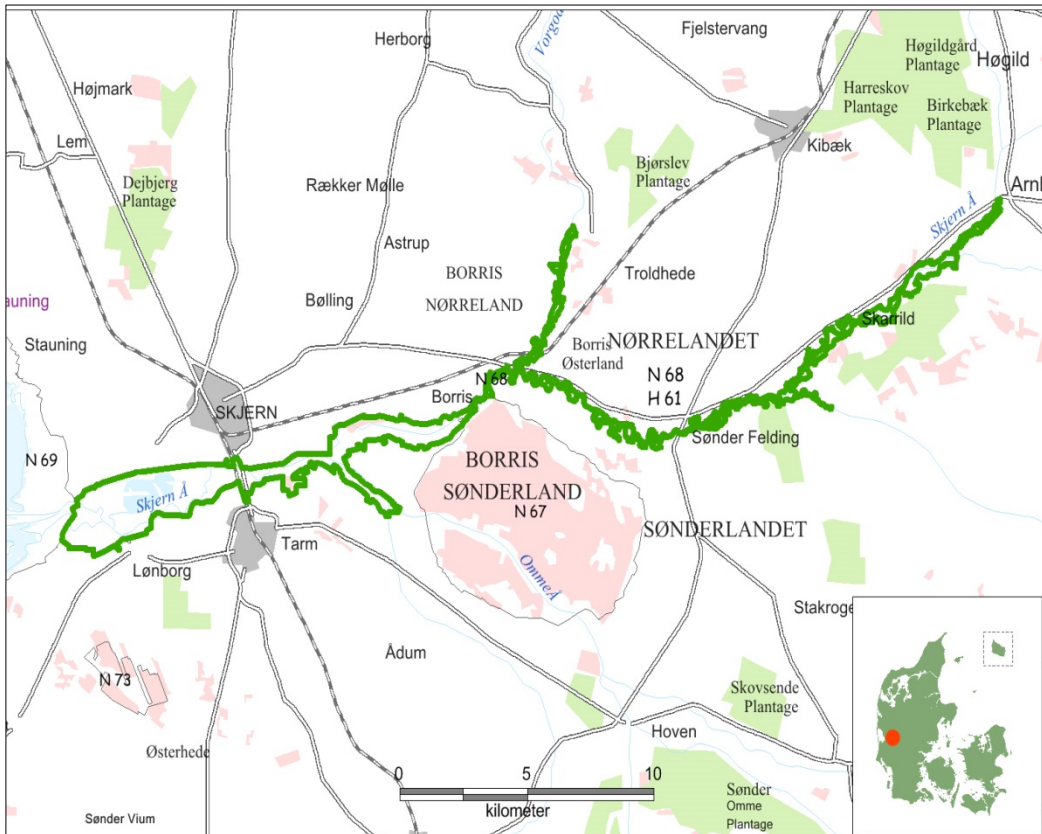 Fjelstervang
Herborg
Vorgod
Høgildgård
Plantage
Høgild
Højmark
Harreskov
Plantage
Birkebæk
Plantage
Lem
Kibæk
Bjørslev
Plantage
Dejbjerg
Plantage
Rækker Mølle
Skjern Å
Astrup
BORRIS
NØRRELAND
Troldhede
Bølling
auning
Stauning
Skarrild
Borris
Østerland
NØRRELANDET
N 68
H 61
N 68
Borris
SKJERN
Sønder Felding
N 69
BORRIS
SØNDERLAND
N 67
Skjern Å
SØNDERLANDET
Tarm
Lønborg
Omme Å
Stakroge
Ådum
N 73
Skovsende
Plantage
Østerhede
Hoven
0 5 10
kilometer
Sønder
Omme
Plantage
Sønder Vium